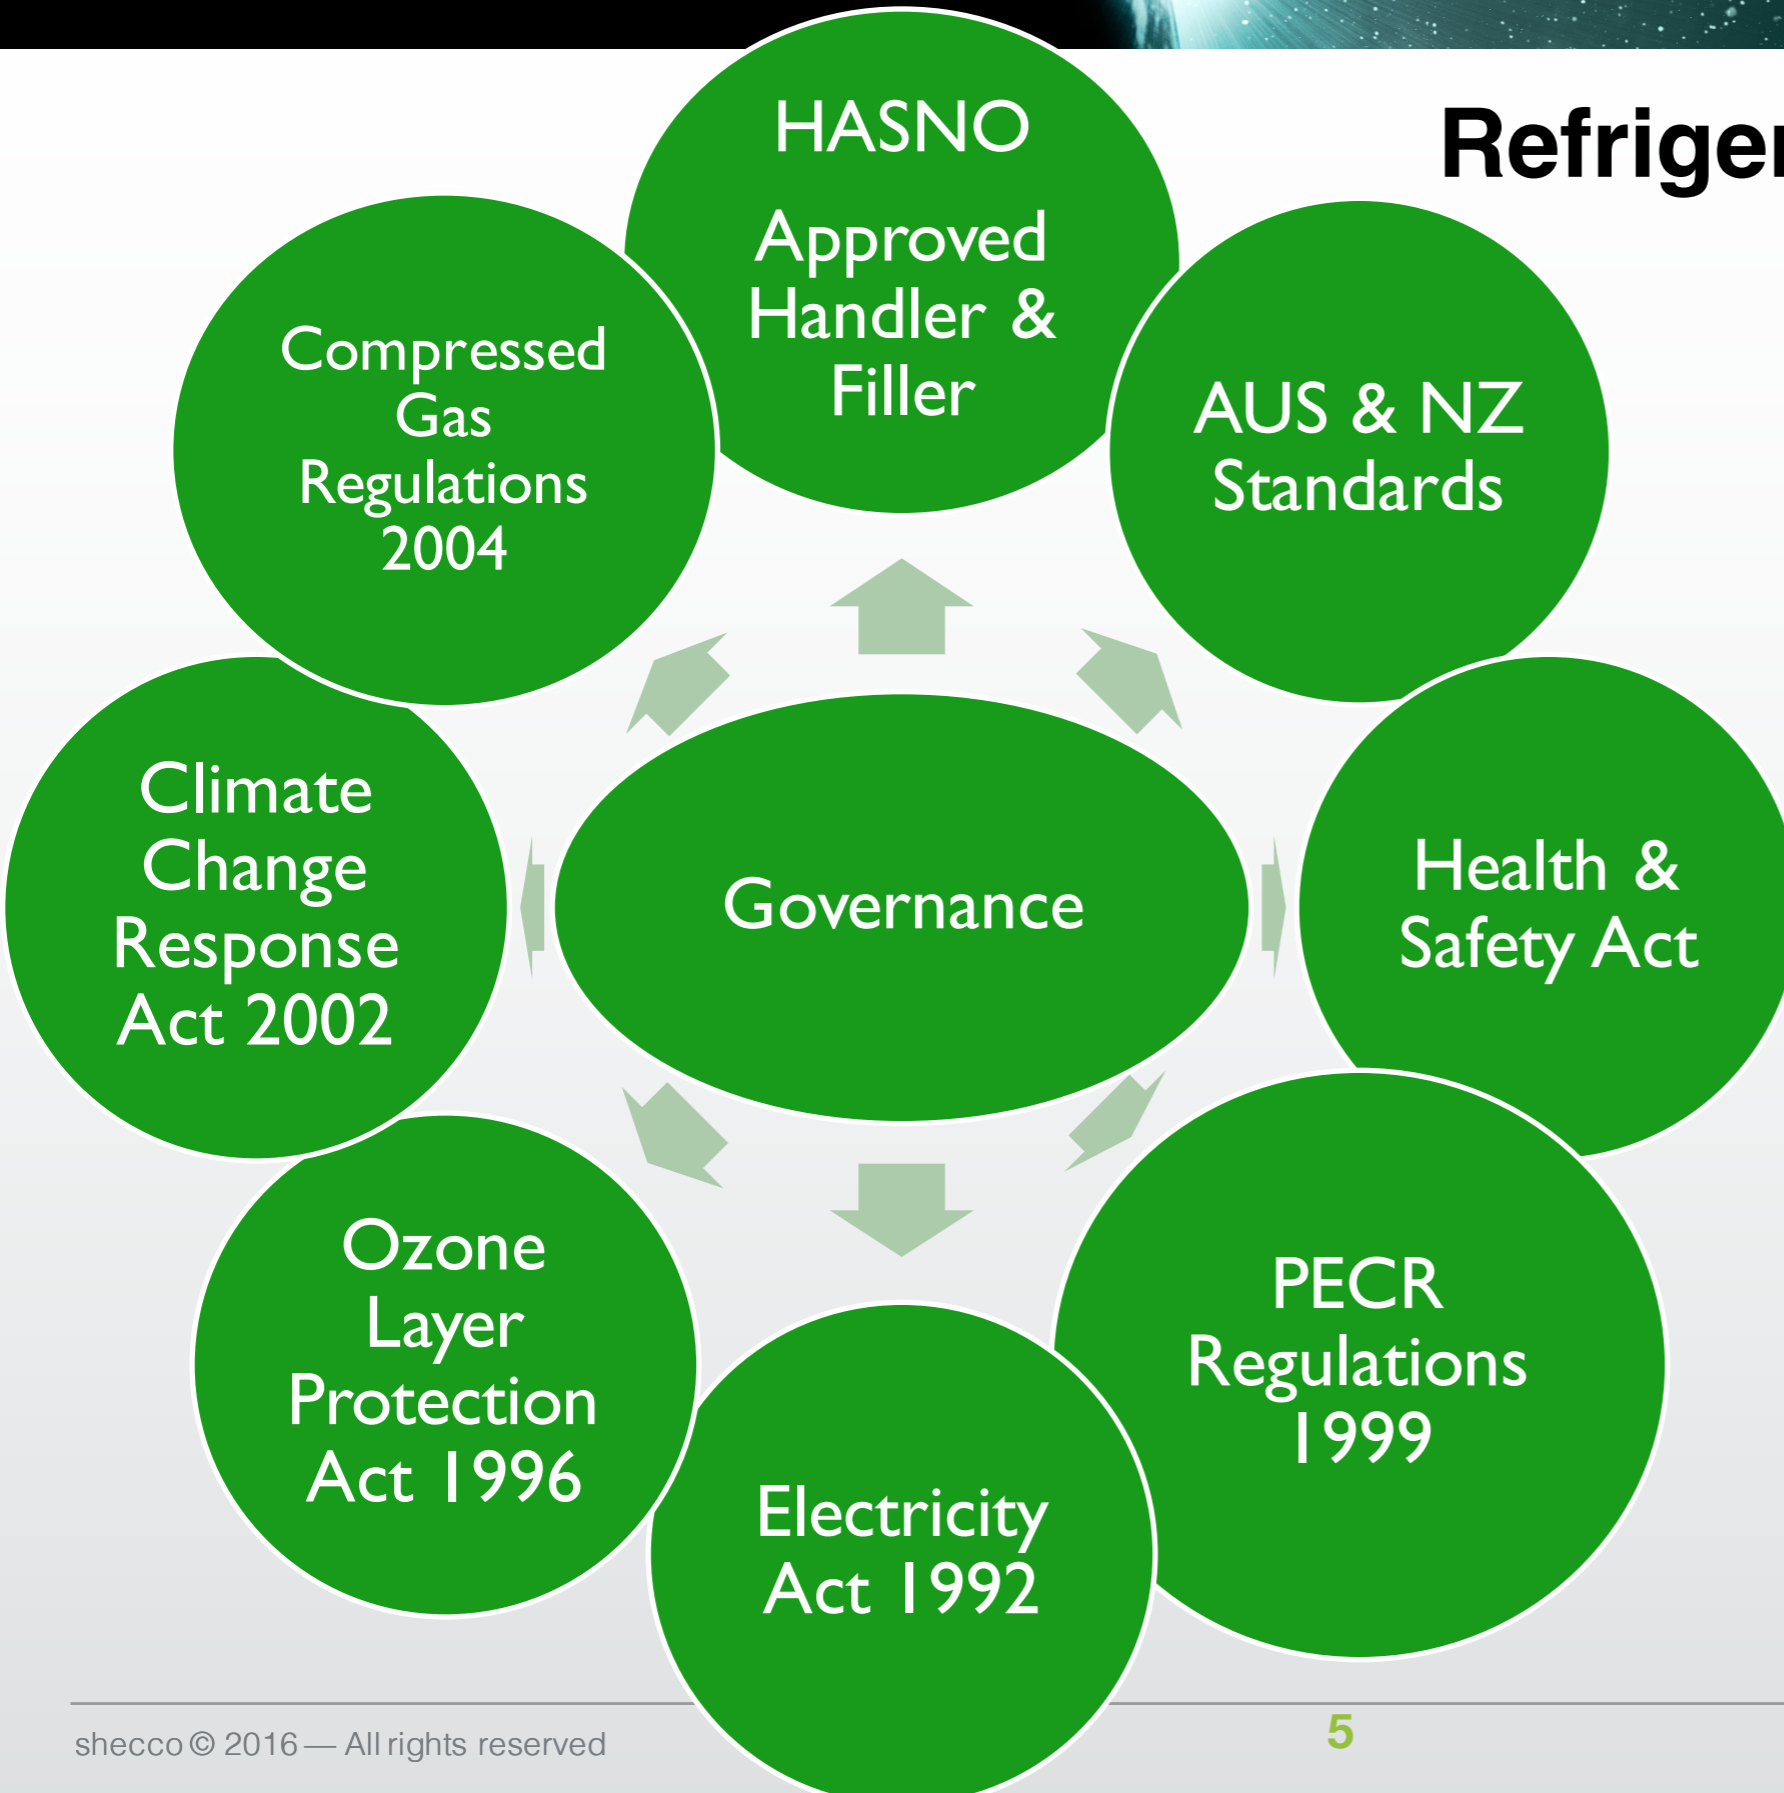 Refriger
HASNO
Approved
Handler &
Filler
AUS & NZ
Standards
Health &
Safety Act
PECR
Regulations
1999
Electricity
Act 1992
Ozone
Layer
Protection
Act 1996
Climate
Change
Response
Act 2002
Compressed
Gas
Regulations
2004
Governance
shecco © 2016 — All rights reserved
5